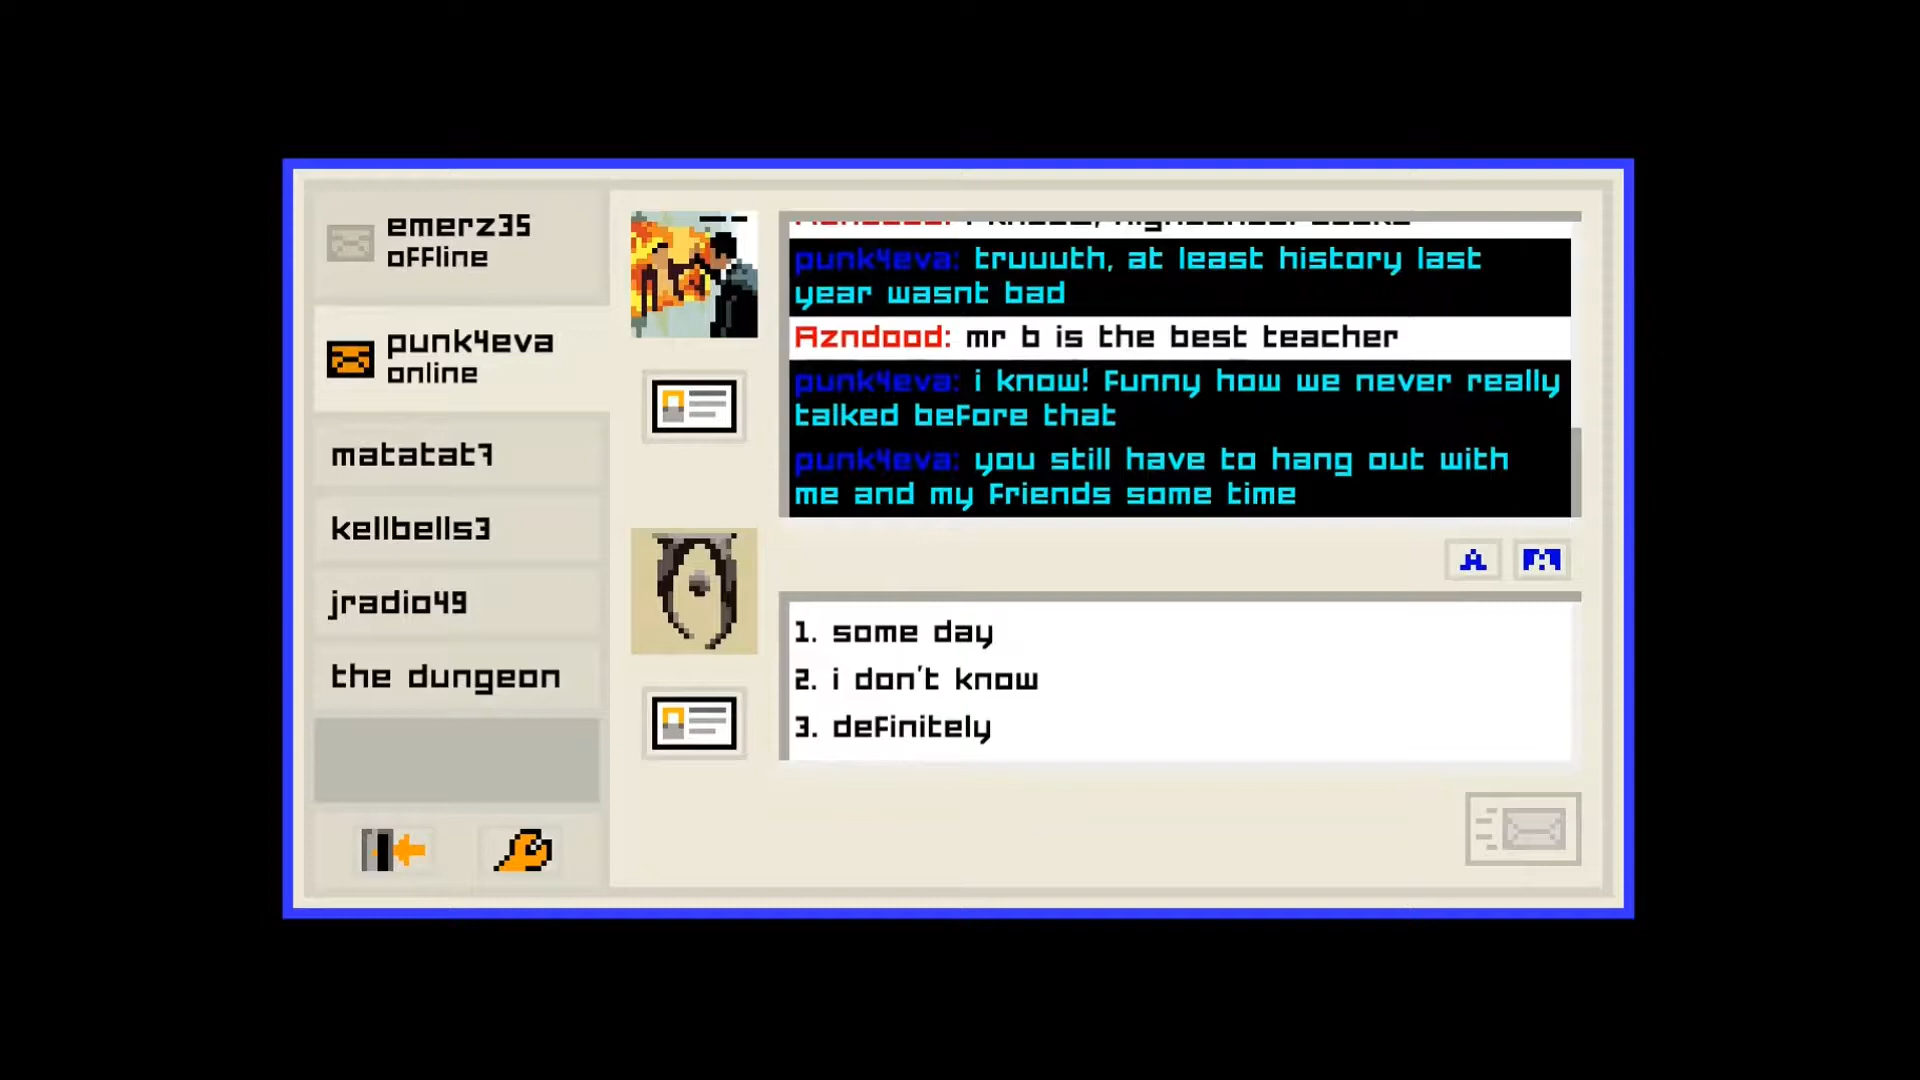 emerz35
offline
punk4eva
online
matatat7
kellbells3
jradio49
the dungeon
punk4eva: truuuth, at least history last
year wasnt bad
Azndood: mr b is the best teacher
punk4eva: i know! Funny how we never really
talked before that
punk4eva: you still have to hang out with
me and my friends some time
A
1. some day
2. i don't know
3. definitely